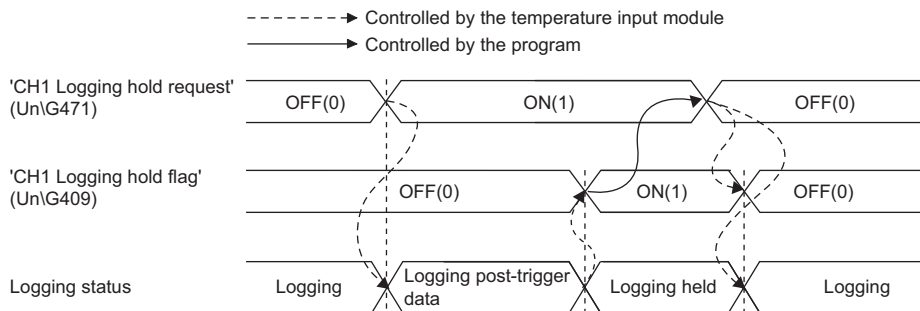 Controlled by the temperature input module
Controlled by the program
'CH1 Logging hold request'
(Un\G471)
OFF(0) ON(1) OFF(0)
'CH1 Logging hold flag'
(Un\G409)
OFF(0) ON(1) OFF(0)
Logging status
Logging
Logging post-trigger
data
Logging held
Logging